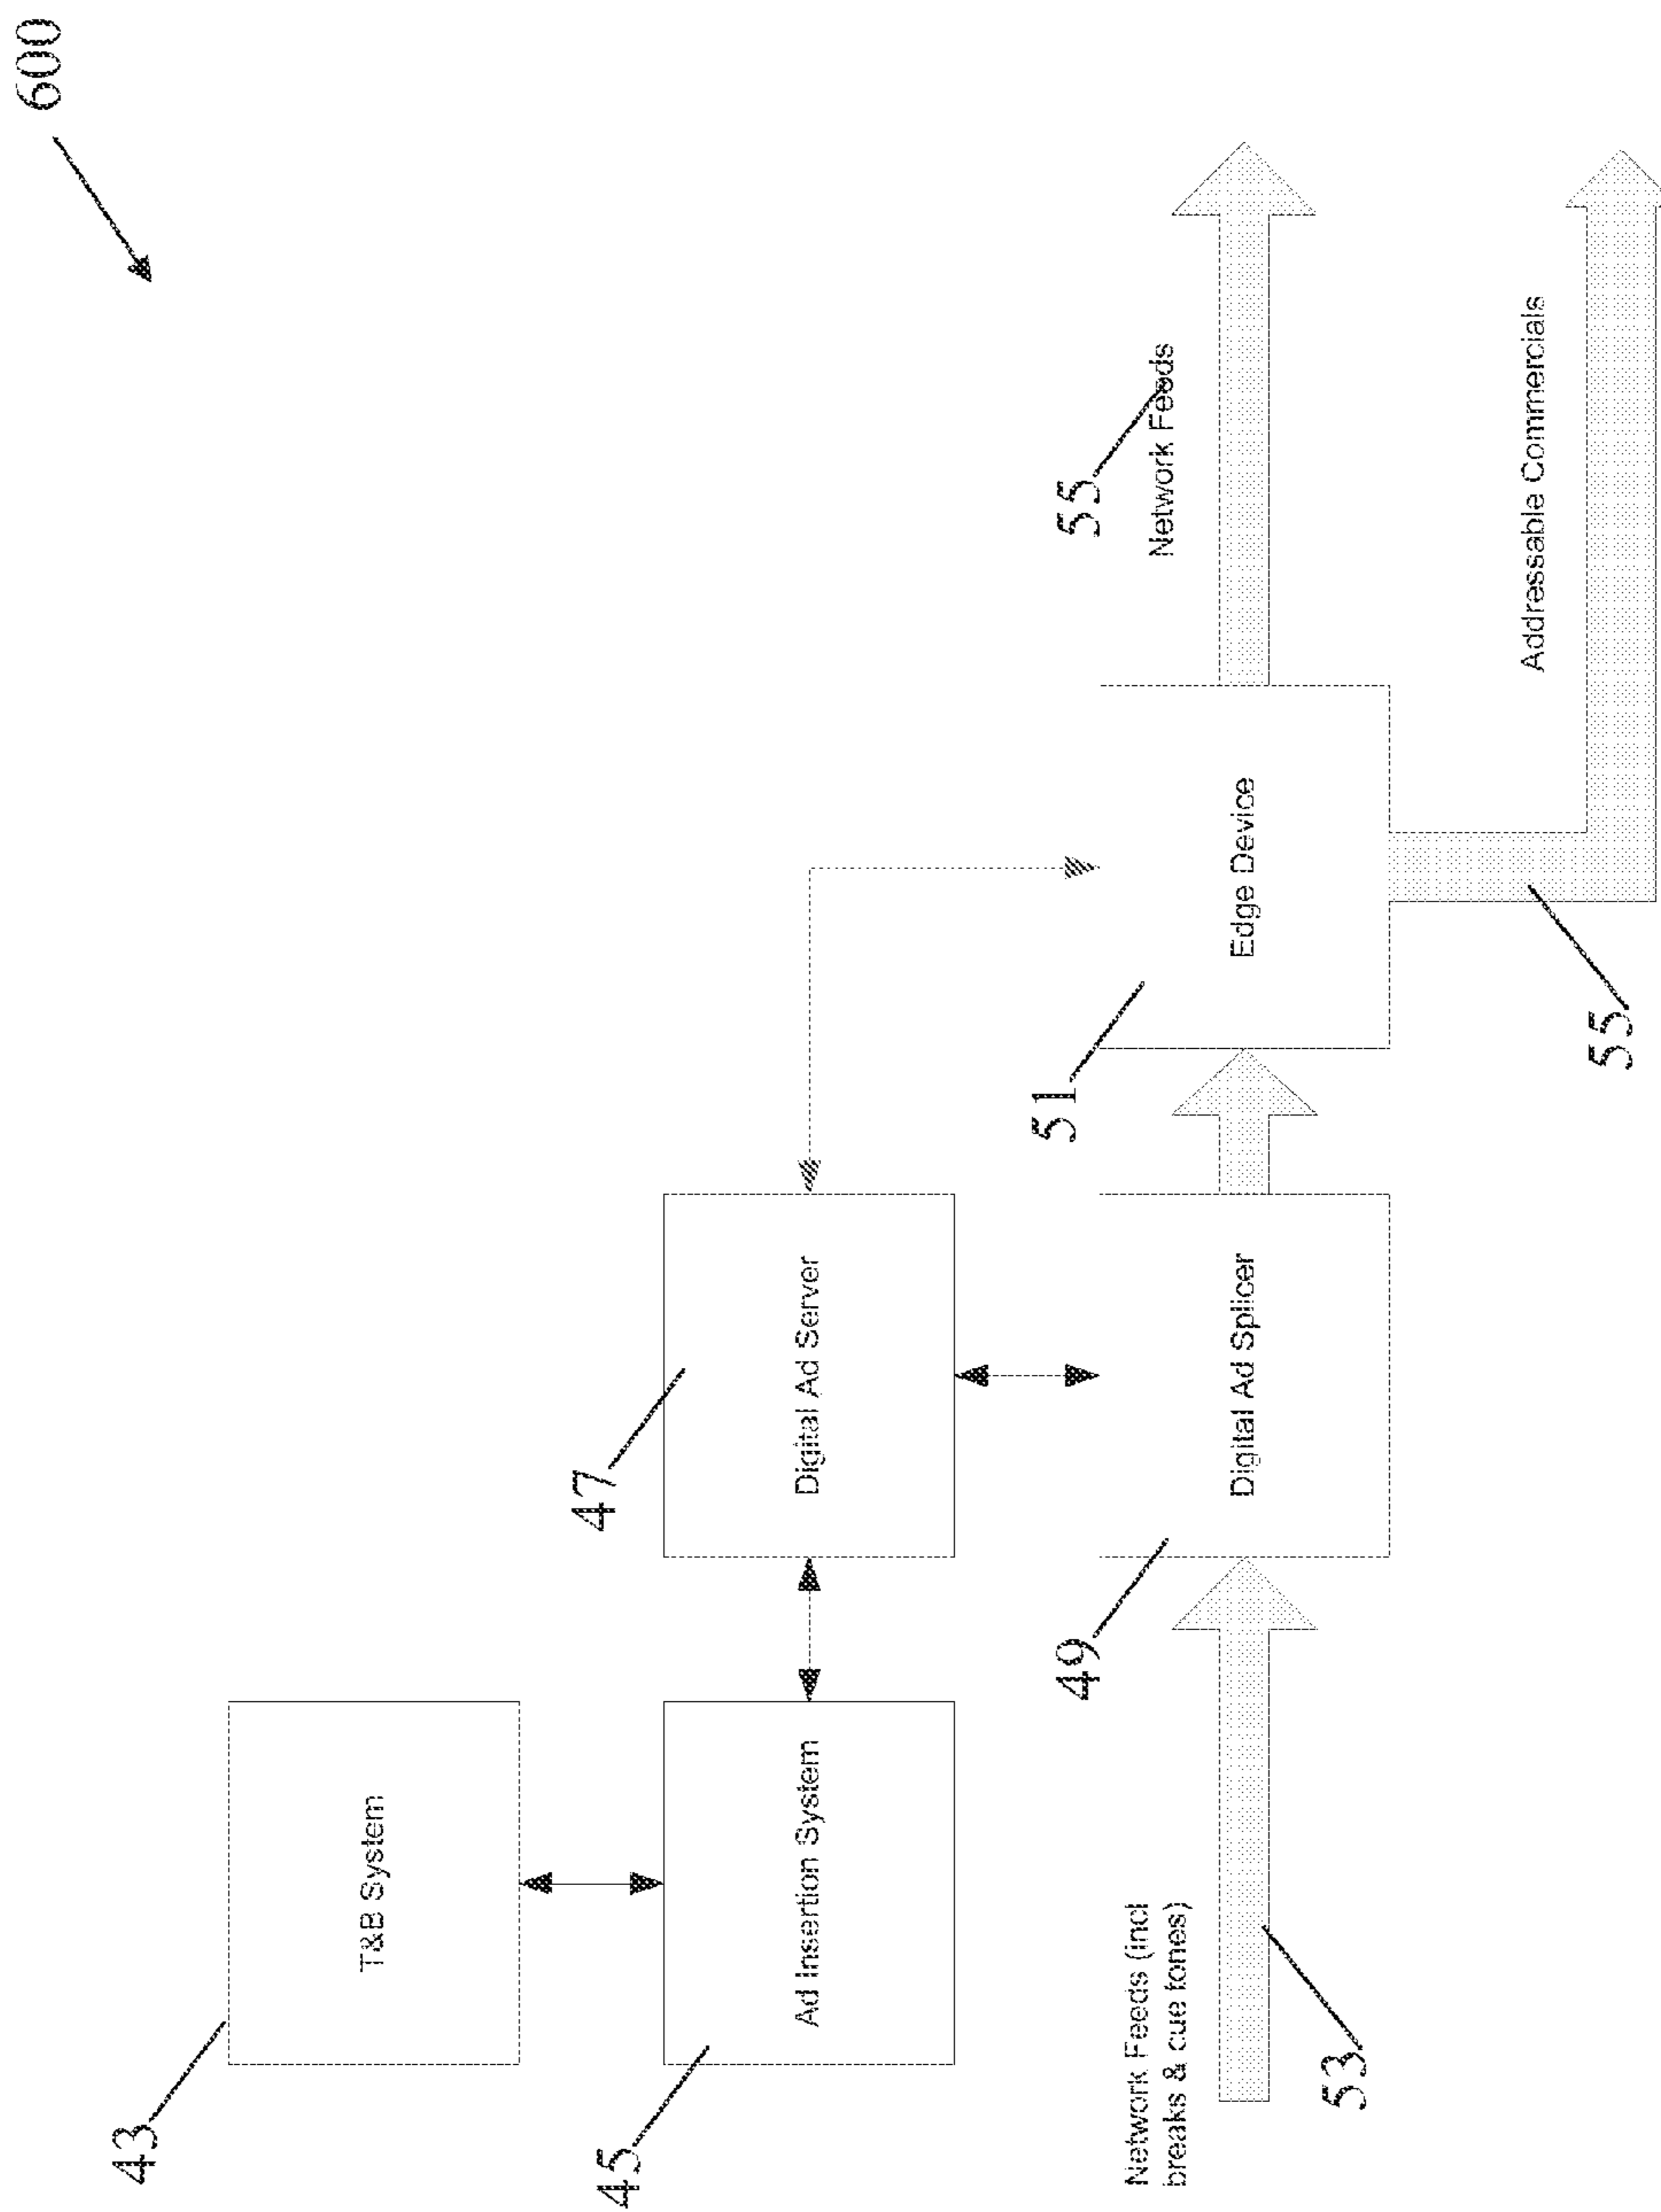 600
43
T&B System
45
Ad Insertion System
47
Digital Ad Server
Network Feeds (incl
breaks & cue tones)
53
49
Digital Ad Splicer
51
Edge Device
55
Network Feeds
55
Addressable Commercials